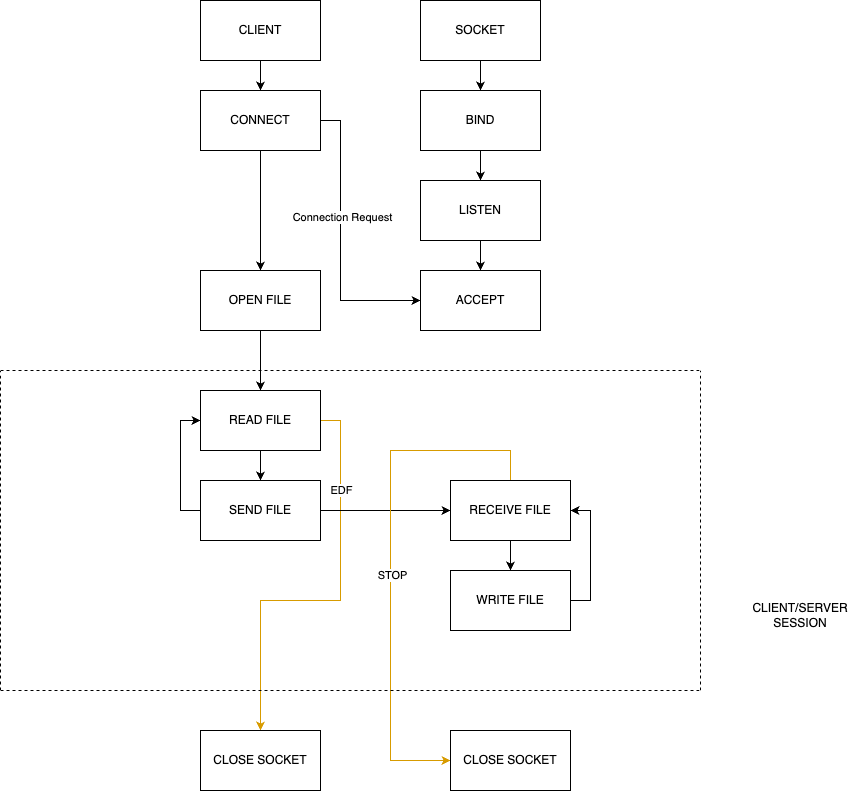 CLIENT
SOCKET
CONNECT
BIND
LISTEN
Connection Request
OPEN FILE
ACCEPT
READ FILE
EDF
SEND FILE
RECEIVE FILE
STOP
WRITE FILE
CLIENT/SERVER
SESSION
CLOSE SOCKET
CLOSE SOCKET